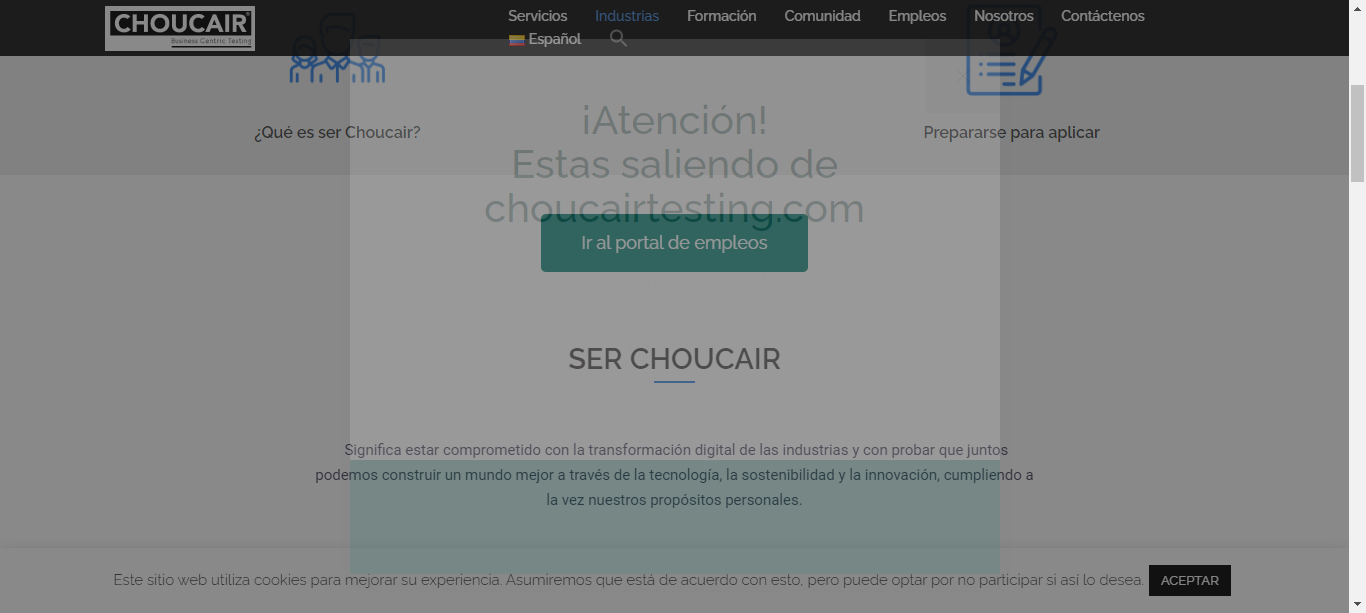 CHOUCAIR
Business Centric Testing
Servicios Industrias Formación Comunidad Empleos Nosotros Contáctenos
Español
¿Qué es ser Choucair?
Prepararse para aplicar
¡Atención!
Estas saliendo de
choucairtesting.com
Ir al portal de empleos
SER CHOUCAIR
Significa estar comprometido con la transformación digital de las industrias y con probar que juntos
podemos construir un mundo mejor a través de la tecnología, la sostenibilidad y la innovación, cumpliendo a
la vez nuestros propósitos personales.
Este sitio web utiliza cookies para mejorar su experiencia. Asumiremos que está de acuerdo con esto, pero puede optar por no participar si así lo desea. ACEPTAR